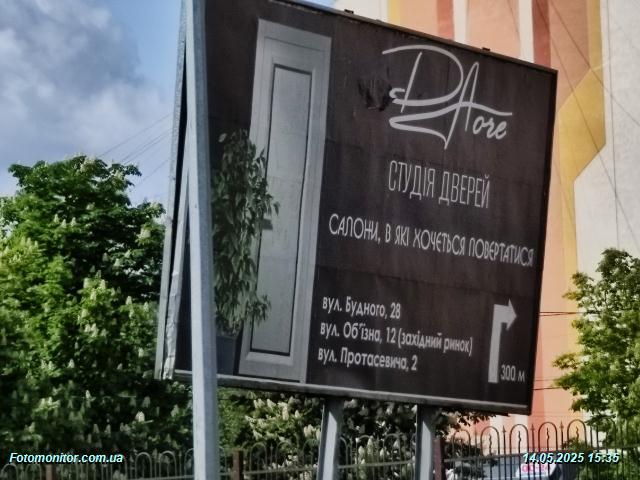 DAore
СТУДІЯ ДВЕРЕЙ
САЛОНИ, В ЯКІ ХОЧЕТЬСЯ ПОВЕРТАТИСЯ
вул. Будного, 28
вул. Об'їзна, 12 (західний ринок)
вул. Протасевича, 2
300 м
Fotomonitor.com.ua
14.05.2025 15:35